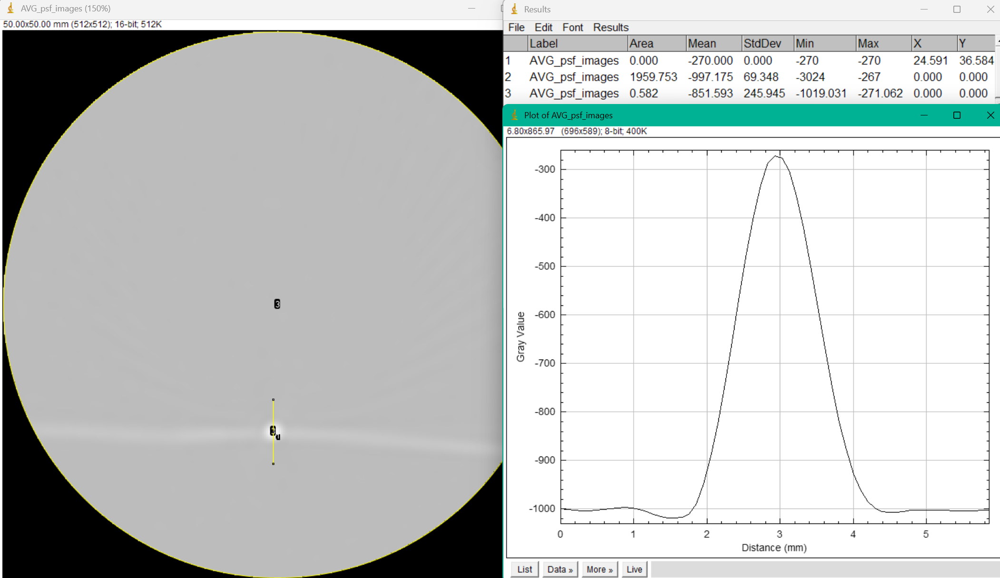 AVG_psf_images (150%)
50.00x50.00 mm (512x512); 16-bit; 512K
3
Results
File Edit Font Results
Label Area Mean StdDev Min Max X Y
1 AVG_psf_images 0.000 -270.000 0.000 -270 -270 24.591 36.584
2 AVG_psf_images 1959.753 -997.175 69.348 -3024 -267 0.000 0.000
3 AVG_psf_images 0.582 -851.593 245.945 -1019.031 -271.062 0.000 0.000
Plot of AVG_psf_images
6.80x865.97 (696x589); 8-bit; 400K
-300
-400
-500
-600
-700
-800
-900
-1000
Gray Value
0 1 2 3 4 5
Distance (mm)
List Data » More » Live